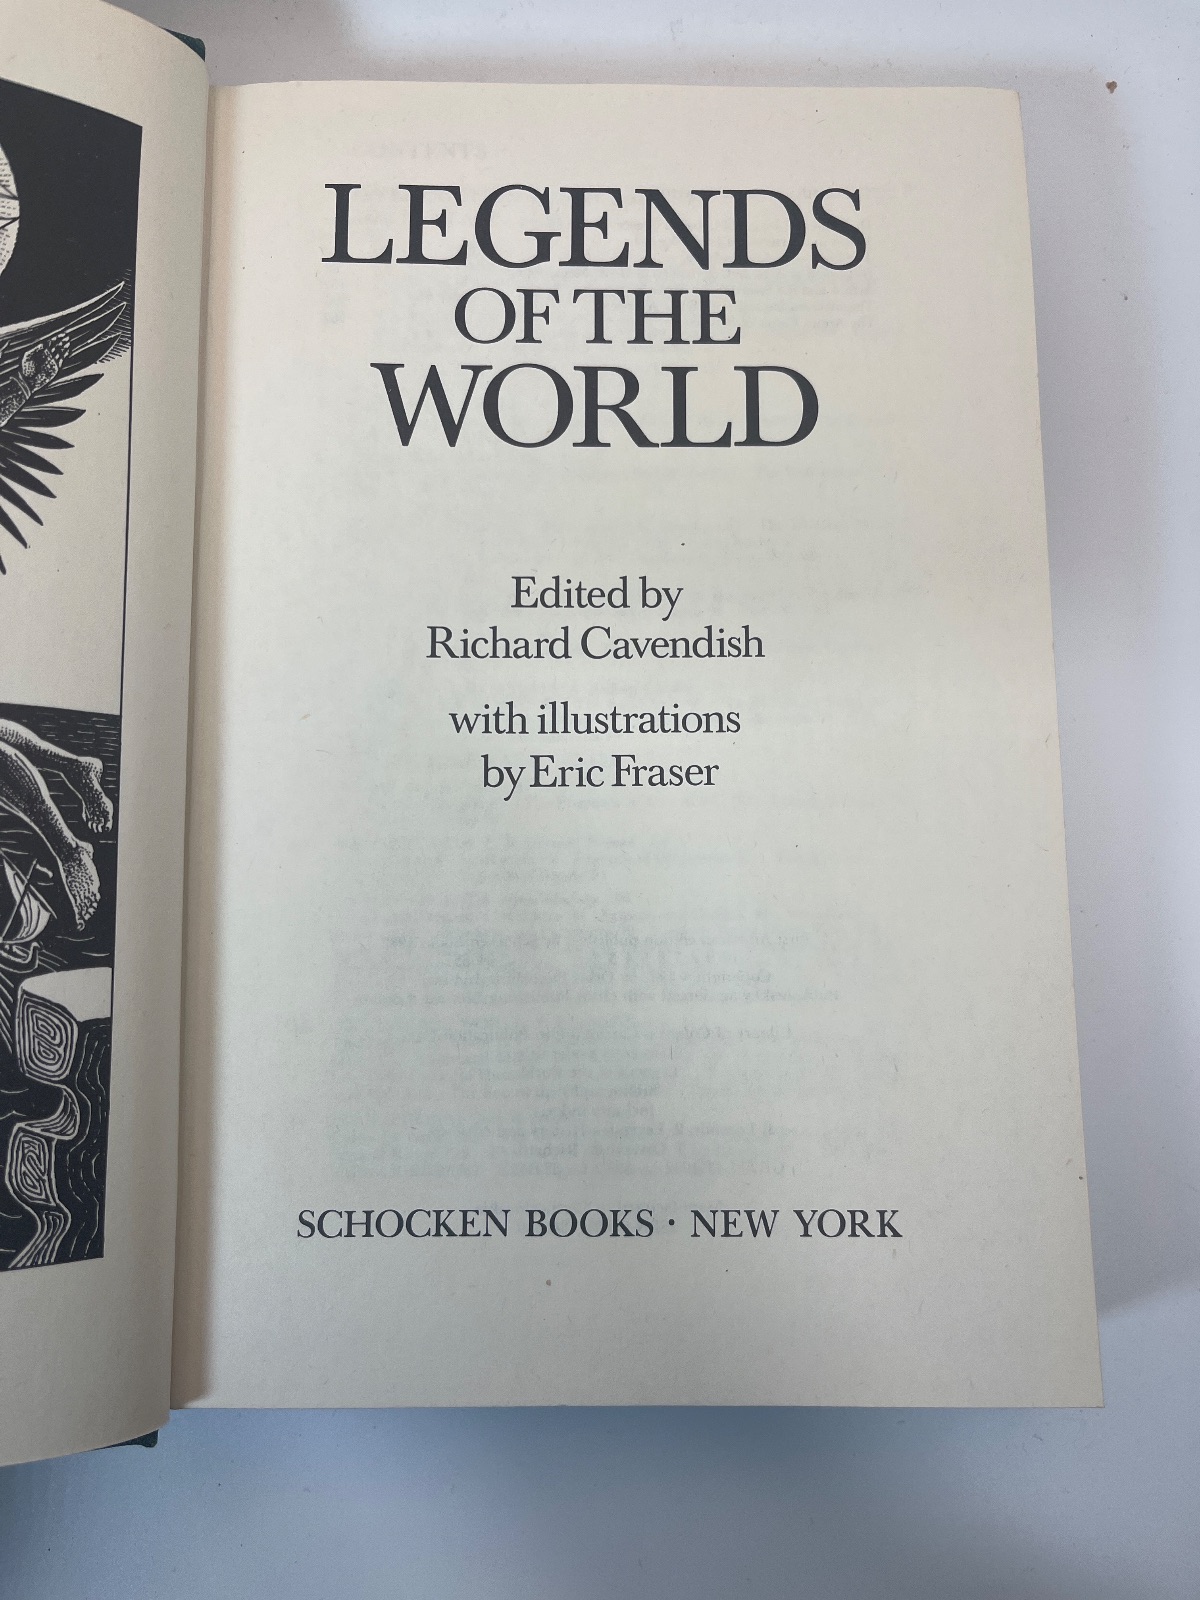 LEGENDS
OF THE
WORLD
Edited by
Richard Cavendish
with illustrations
by Eric Fraser
SCHOCKEN BOOKS · NEW YORK